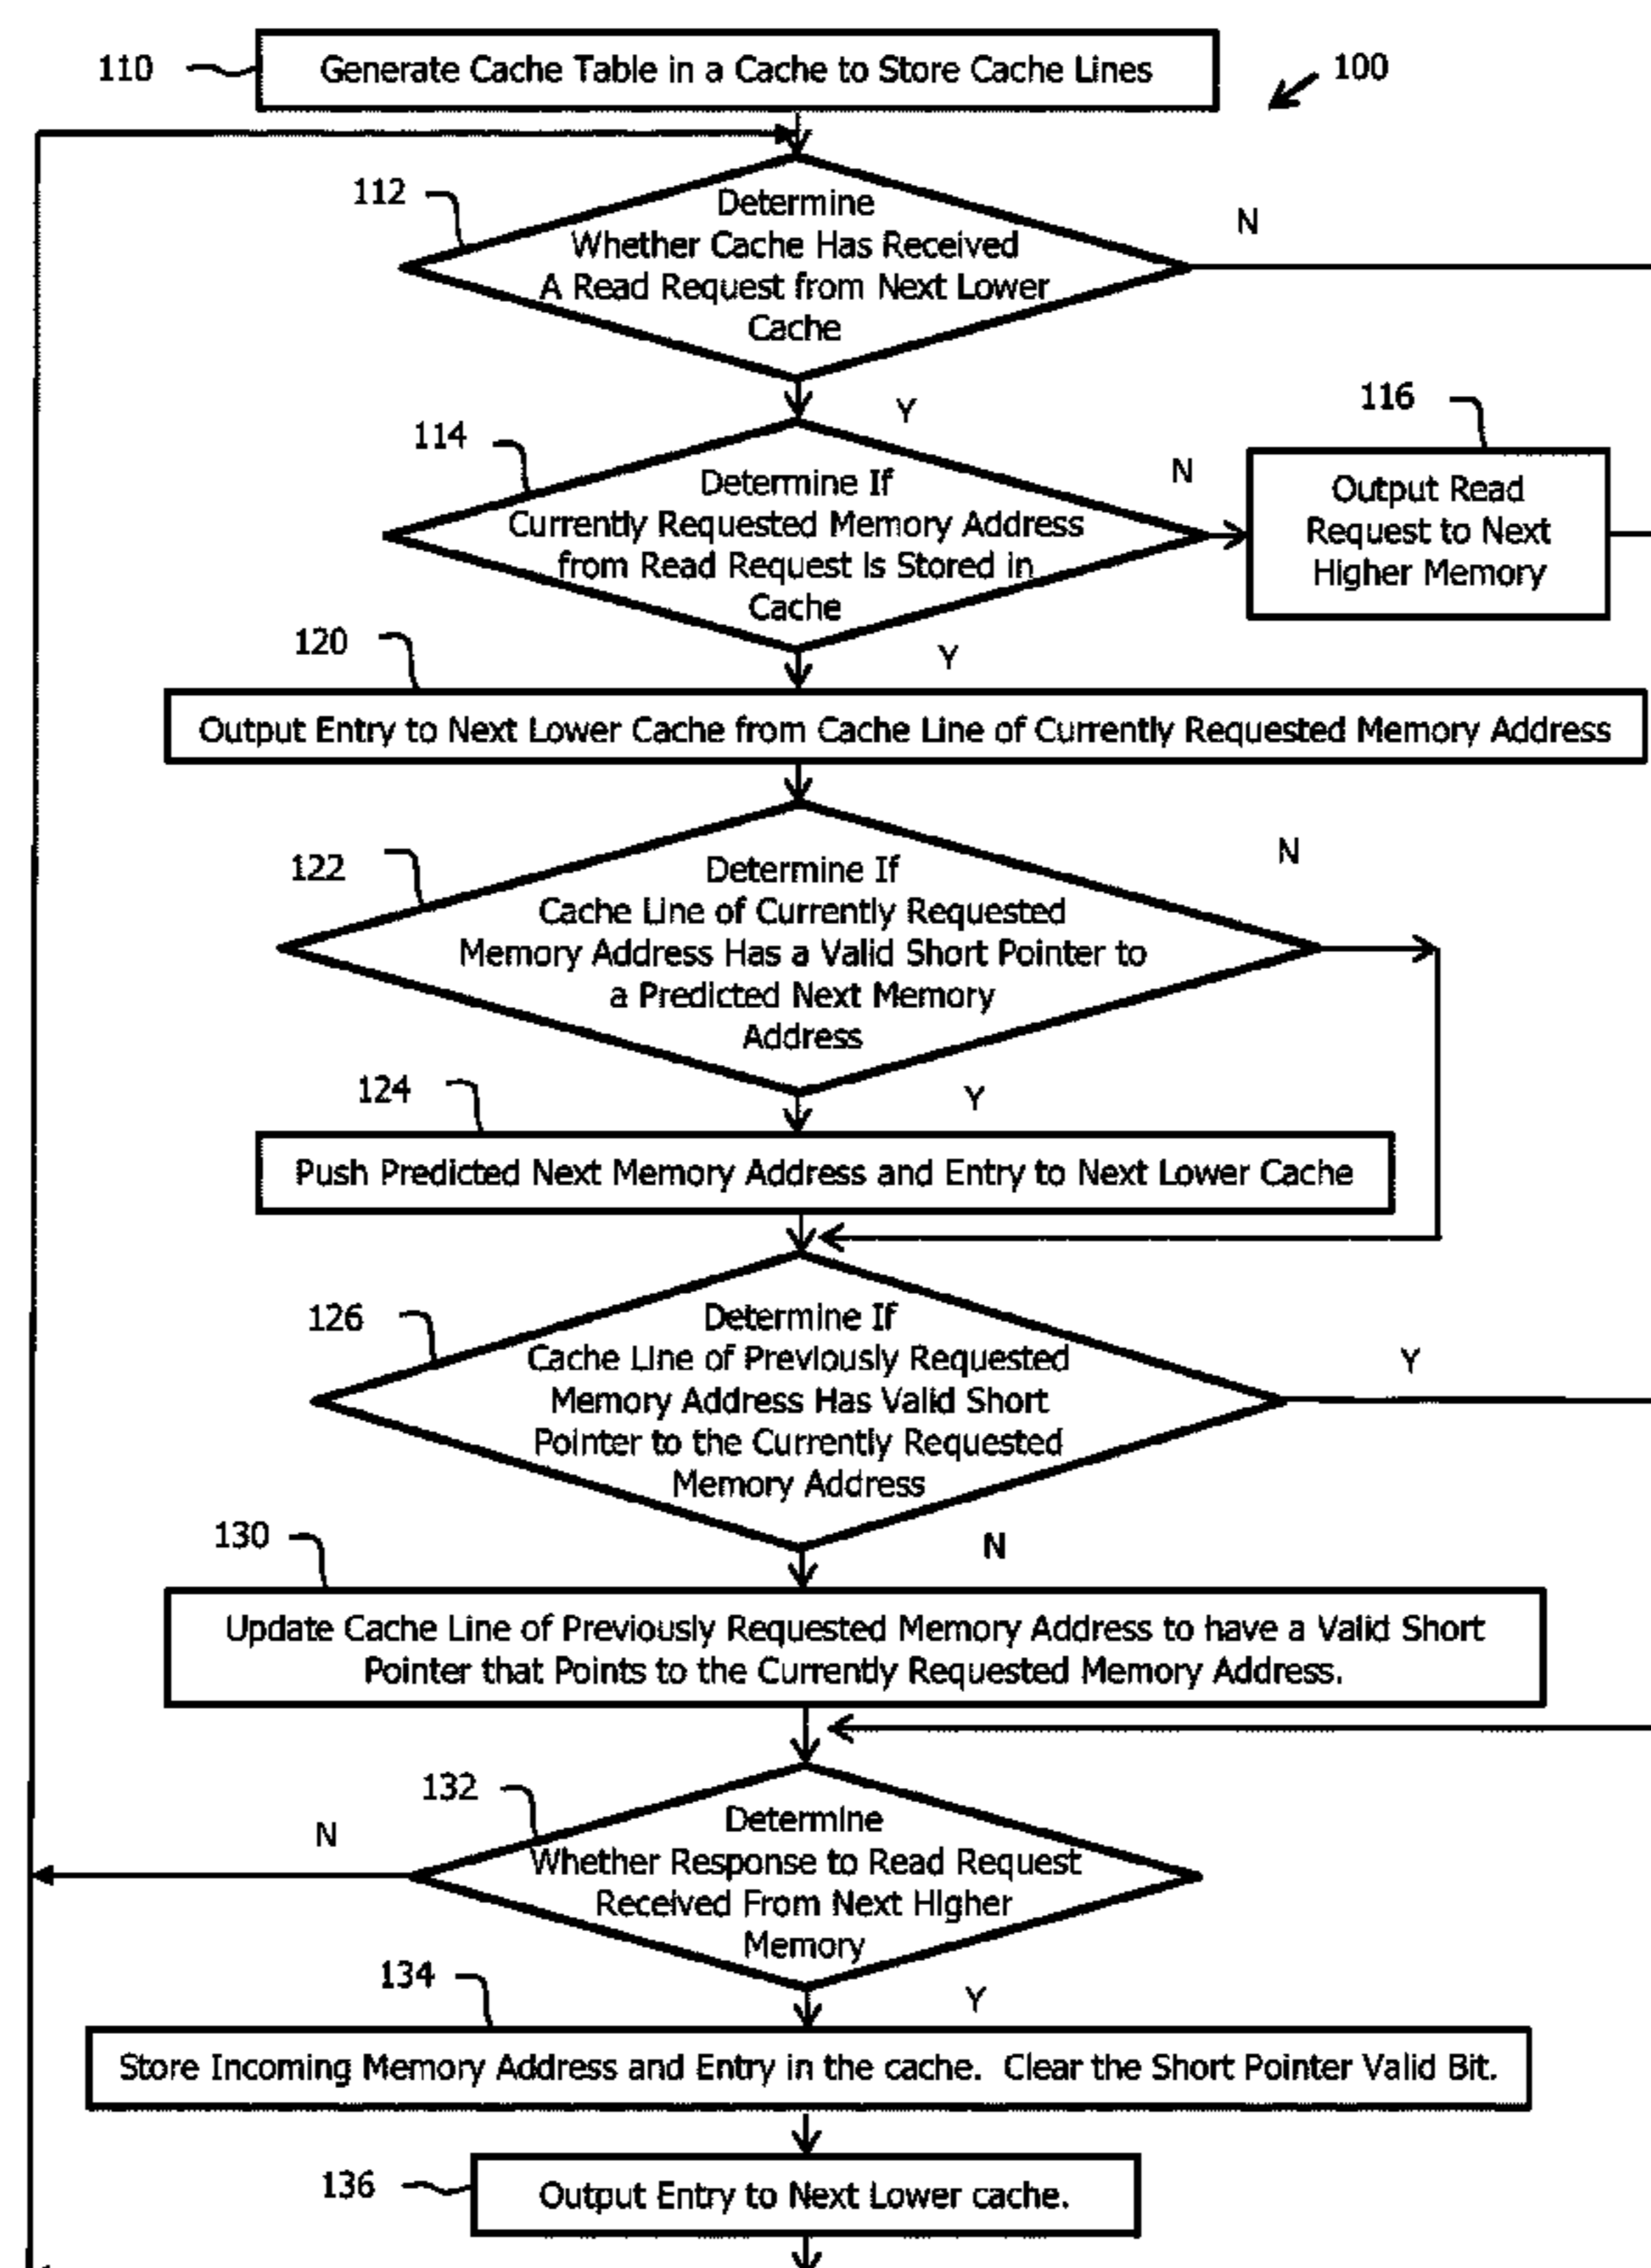 110
Generate Cache Table in a Cache to Store Cache Lines
100
112
Determine
Whether Cache Has Received
A Read Request from Next Lower
Cache
N
Y
114
Determine If
Currently Requested Memory Address
from Read Request Is Stored in
Cache
N
116
Output Read
Request to Next
Higher Memory
Y
120
Output Entry to Next Lower Cache from Cache Line of Currently Requested Memory Address
122
Determine If
Cache Line of Currently Requested
Memory Address Has a Valid Short Pointer to
a Predicted Next Memory
Address
N
Y
124
Push Predicted Next Memory Address and Entry to Next Lower Cache
126
Determine If
Cache Line of Previously Requested
Memory Address Has Valid Short
Pointer to the Currently Requested
Memory Address
Y
N
130
Update Cache Line of Previously Requested Memory Address to have a Valid Short
Pointer that Points to the Currently Requested Memory Address.
132
Determine
Whether Response to Read Request
Received From Next Higher
Memory
N
Y
134
Store Incoming Memory Address and Entry in the cache. Clear the Short Pointer Valid Bit.
136
Output Entry to Next Lower cache.